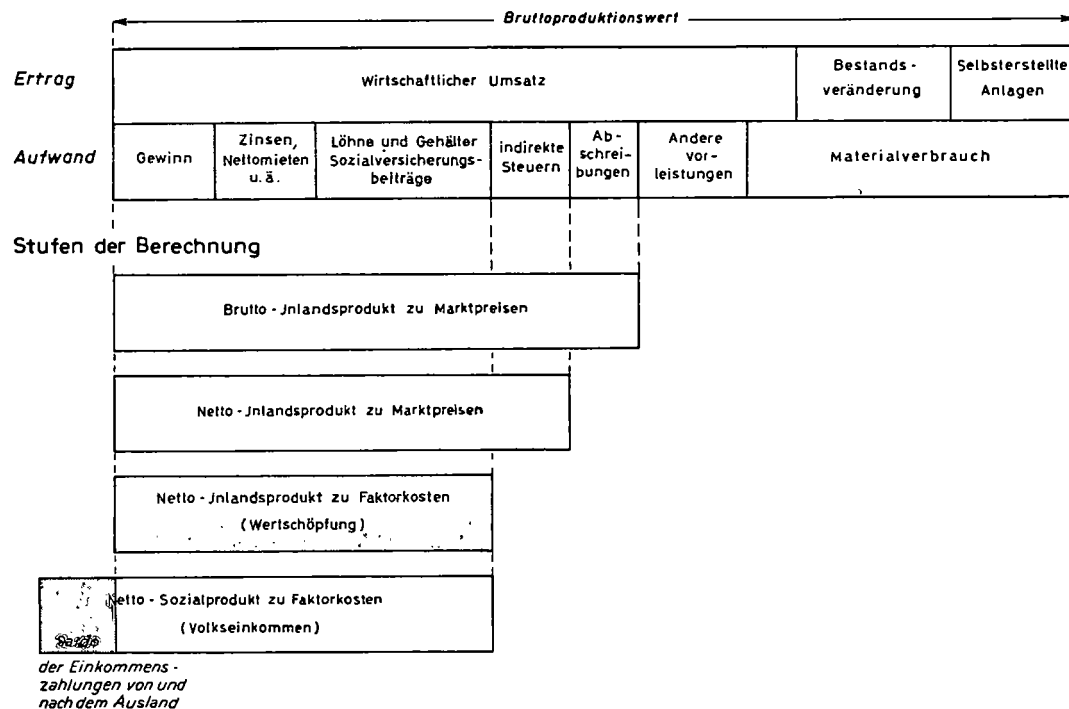 Bruttoproduktionswert
Ertrag
Wirtschaftlicher Umsatz
Bestands-
veränderung
Selbsterstellte
Anlagen
Aufwand
Gewinn
Zinsen,
Nettomieten
u.ä.
Löhne und Gehälter
Sozialversicherungs-
beiträge
indirekte
Steuern
Ab-
schrei-
bungen
Andere
vor-
leistungen
Materialverbrauch
Stufen der Berechnung
Brutto-Jnlandsprodukt zu Marktpreisen
Netto-Jnlandsprodukt zu Marktpreisen
Netto-Jnlandsprodukt zu Faktorkosten
(Wertschöpfung)
Netto-Sozialprodukt zu Faktorkosten
(Volkseinkommen)
Saldo
der Einkommens-
zahlungen von und
nach dem Ausland